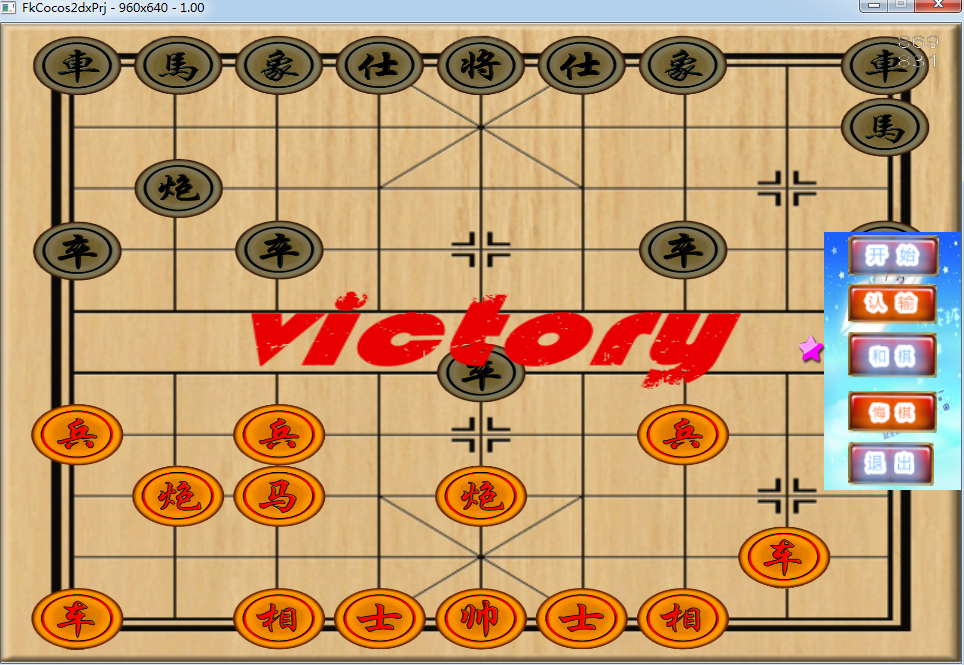 FkCocos2dxPrj - 960x640 - 1.00
車 馬 象 仕 将 仕 象 車
869
831
馬
炮
卒 卒 卒
开始
认输
victory
和棋
卒
兵 兵 兵
悔棋
退出
炮 马 炮
车
车 相 士 帅 士 相